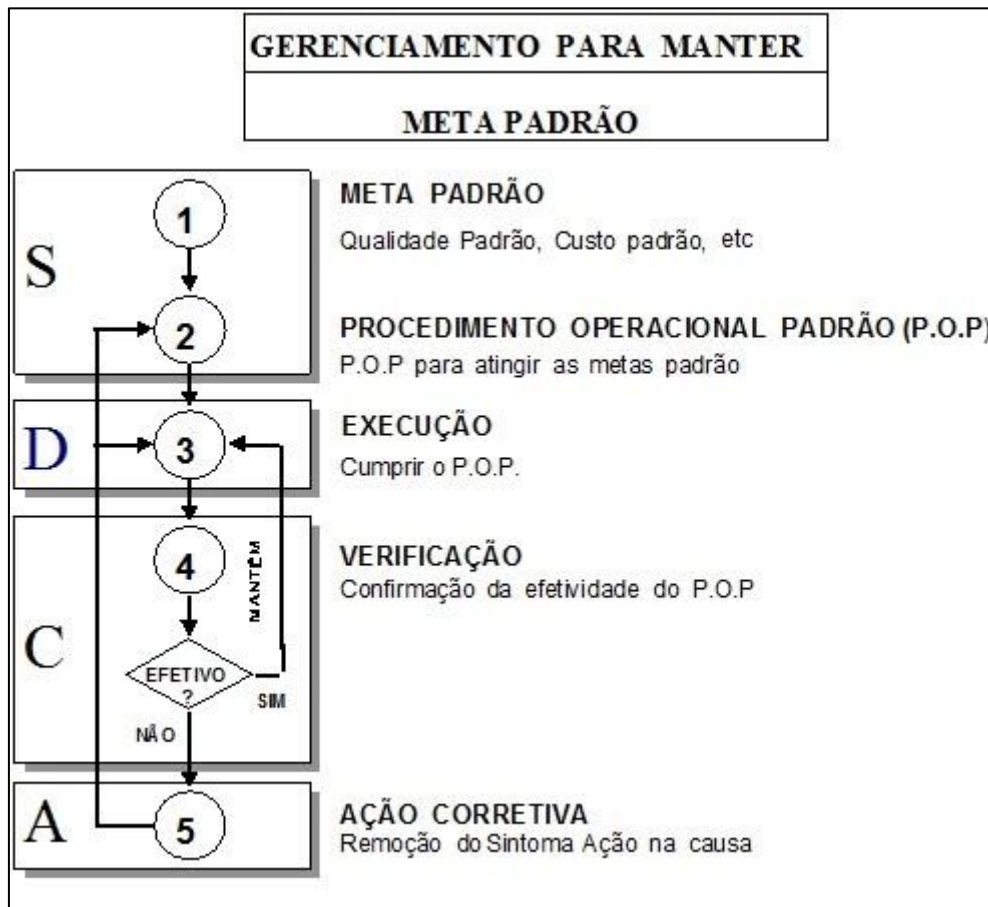 GERENCIAMENTO PARA MANTER
META PADRÃO
S
1
META PADRÃO
Qualidade Padrão, Custo padrão, etc
2
PROCEDIMENTO OPERACIONAL PADRÃO (P.O.P)
P.O.P para atingir as metas padrão
D
3
EXECUÇÃO
Cumprir o P.O.P.
C
4
MANTÉM
VERIFICAÇÃO
Confirmação da efetividade do P.O.P
EFETIVO
?
SIM
NÃO
A
5
AÇÃO CORRETIVA
Remoção do Sintoma Ação na causa